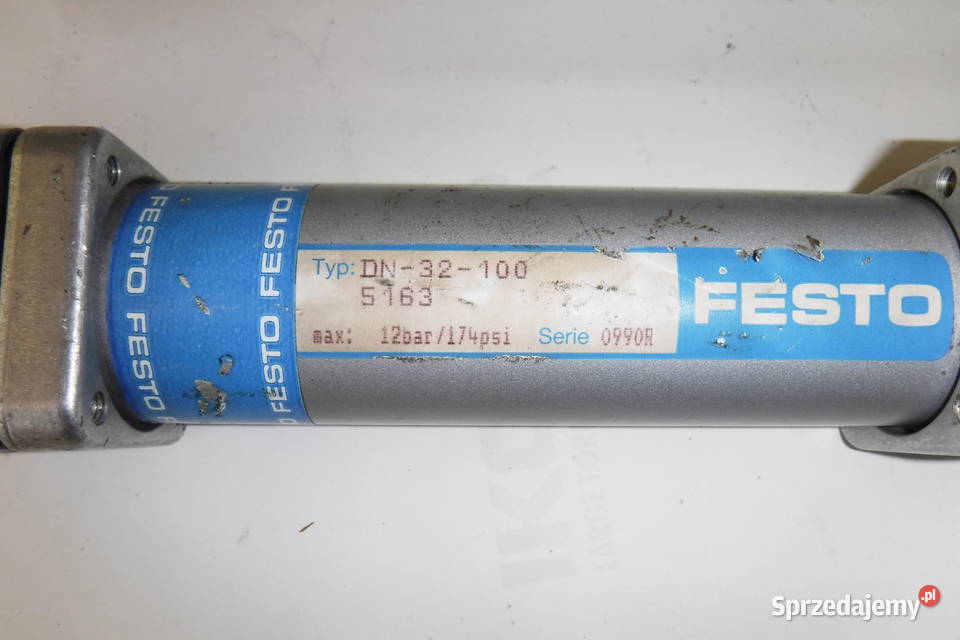 FESTO FESTO
FESTO FESTO
Typ: DN-32-100
5163
max: 12bar/174psi Serie 0990R
FESTO
Sprzedajemy.pl